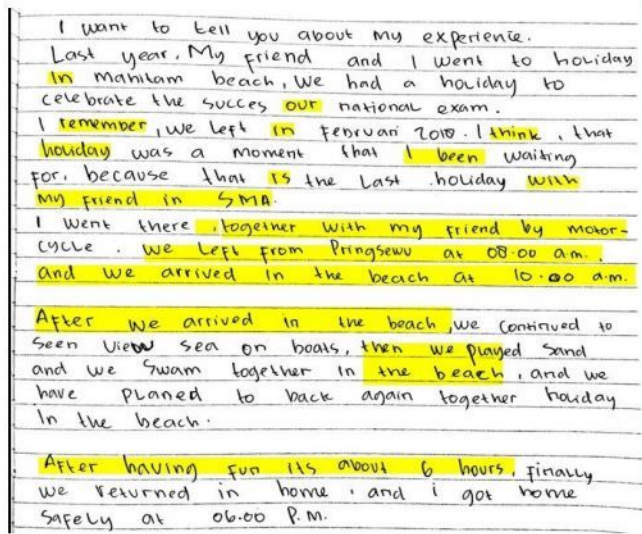 I want to tell you about my experience.
Last year. My friend and I went to holiday
In mahitam beach, we had a holiday to
celebrate the succes our national exam.
I remember, we left in Februari 2010. I think, that
holiday was a moment that I been waiting
for, because that is the Last holiday with
My friend in SMA.
I went there, together with my friend by motor-
cycle. we Left from Pringsewu at 08.00 a.m.
and we arrived in the beach at 10.00 a.m.
After we arrived in the beach, we continued to
seen view sea on boats, then we played sand
and we swam together in the beach, and we
have planed to back again together holiday
In the beach.
After having fun its about 6 hours, finally
we returned in home, and i got home
safely at 06.00 P.M.